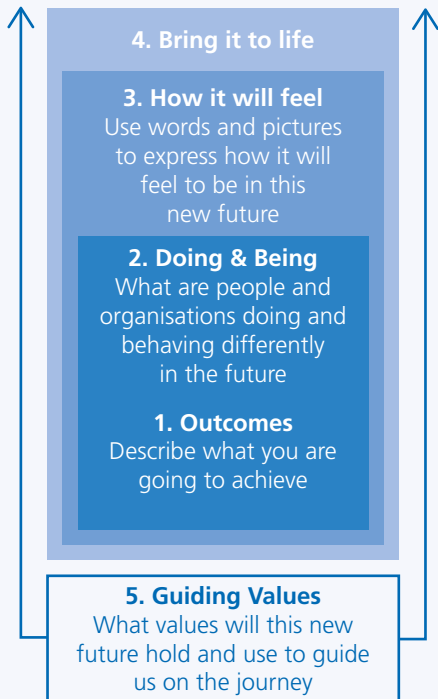 4. Bring it to life
3. How it will feel
Use words and pictures
to express how it will
feel to be in this
new future
2. Doing & Being
What are people and
organisations doing and
behaving differently
in the future
1. Outcomes
Describe what you are
going to achieve
5. Guiding Values
What values will this new
future hold and use to guide
us on the journey